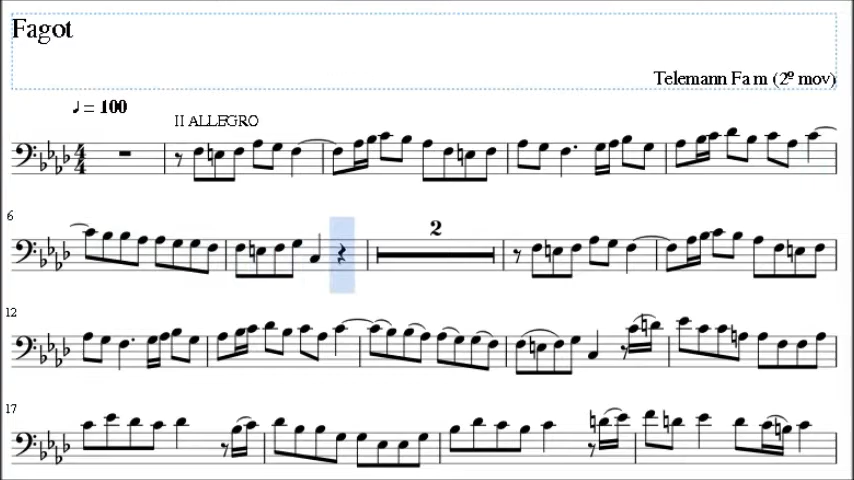 Fagot
Telemann Fa m (2º mov)
♩ = 100
II ALLEGRO
6
2
12
17